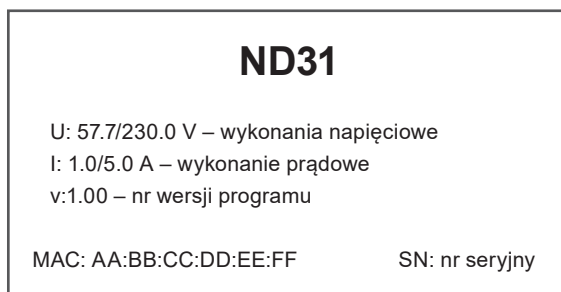 ND31
U: 57.7/230.0 V – wykonania napięciowe
I: 1.0/5.0 A – wykonanie prądowe
v:1.00 – nr wersji programu
MAC: AA:BB:CC:DD:EE:FF SN: nr seryjny